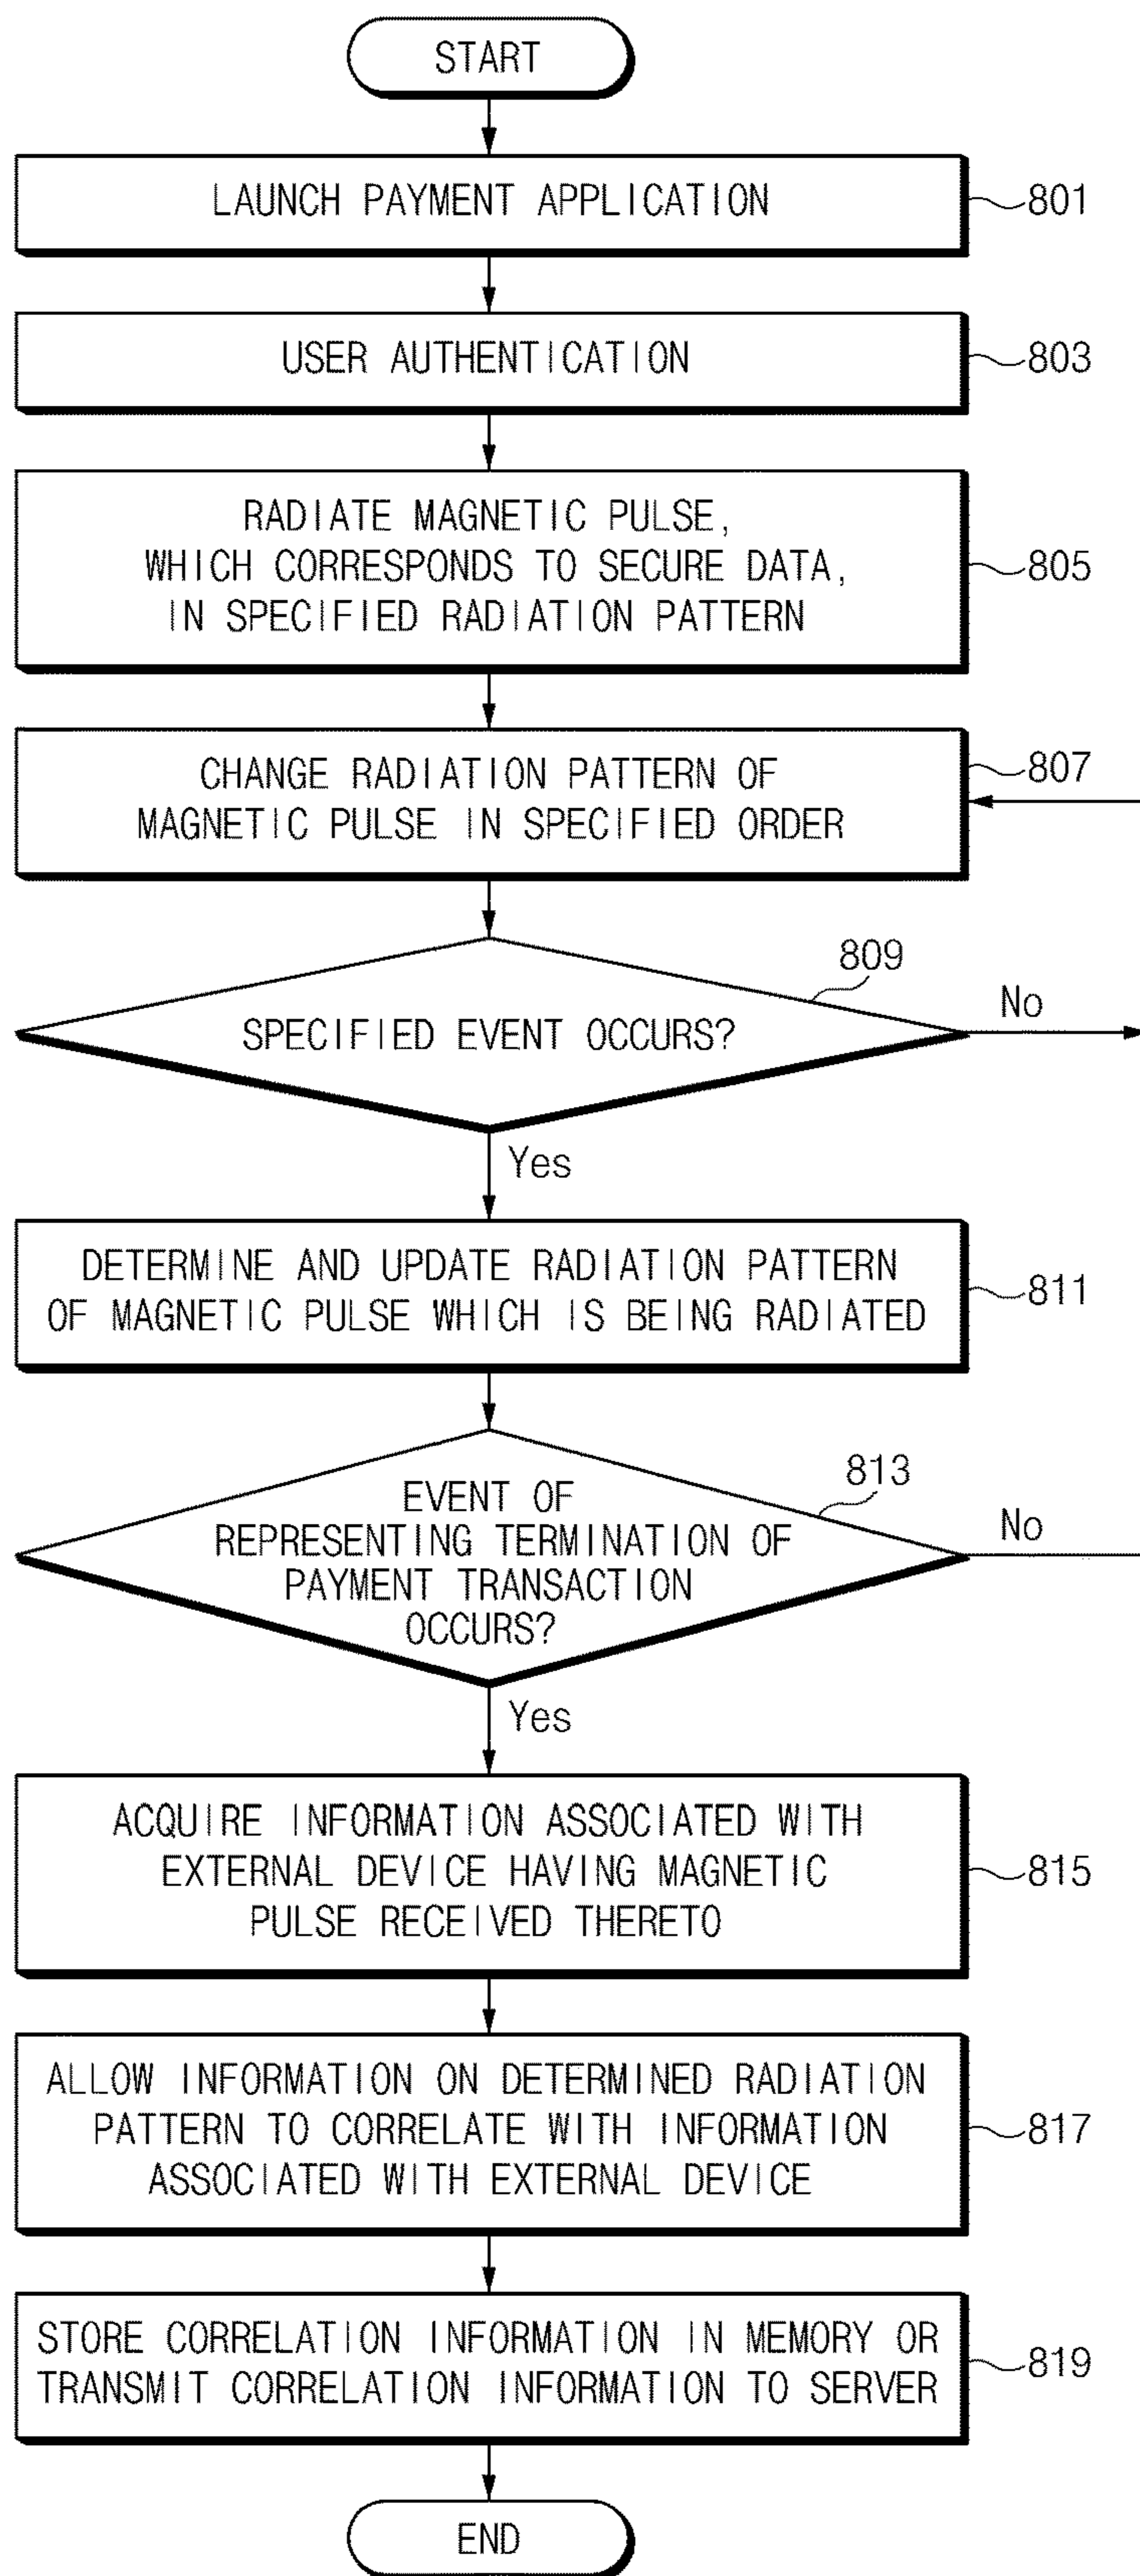 START
LAUNCH PAYMENT APPLICATION
801
USER AUTHENTICATION
803
RADIATE MAGNETIC PULSE,
WHICH CORRESPONDS TO SECURE DATA,
IN SPECIFIED RADIATION PATTERN
805
CHANGE RADIATION PATTERN OF
MAGNETIC PULSE IN SPECIFIED ORDER
807
809
SPECIFIED EVENT OCCURS?
No
Yes
DETERMINE AND UPDATE RADIATION PATTERN
OF MAGNETIC PULSE WHICH IS BEING RADIATED
811
813
EVENT OF
REPRESENTING TERMINATION OF
PAYMENT TRANSACTION
OCCURS?
No
Yes
ACQUIRE INFORMATION ASSOCIATED WITH
EXTERNAL DEVICE HAVING MAGNETIC
PULSE RECEIVED THERETO
815
ALLOW INFORMATION ON DETERMINED RADIATION
PATTERN TO CORRELATE WITH INFORMATION
ASSOCIATED WITH EXTERNAL DEVICE
817
STORE CORRELATION INFORMATION IN MEMORY OR
TRANSMIT CORRELATION INFORMATION TO SERVER
819
END